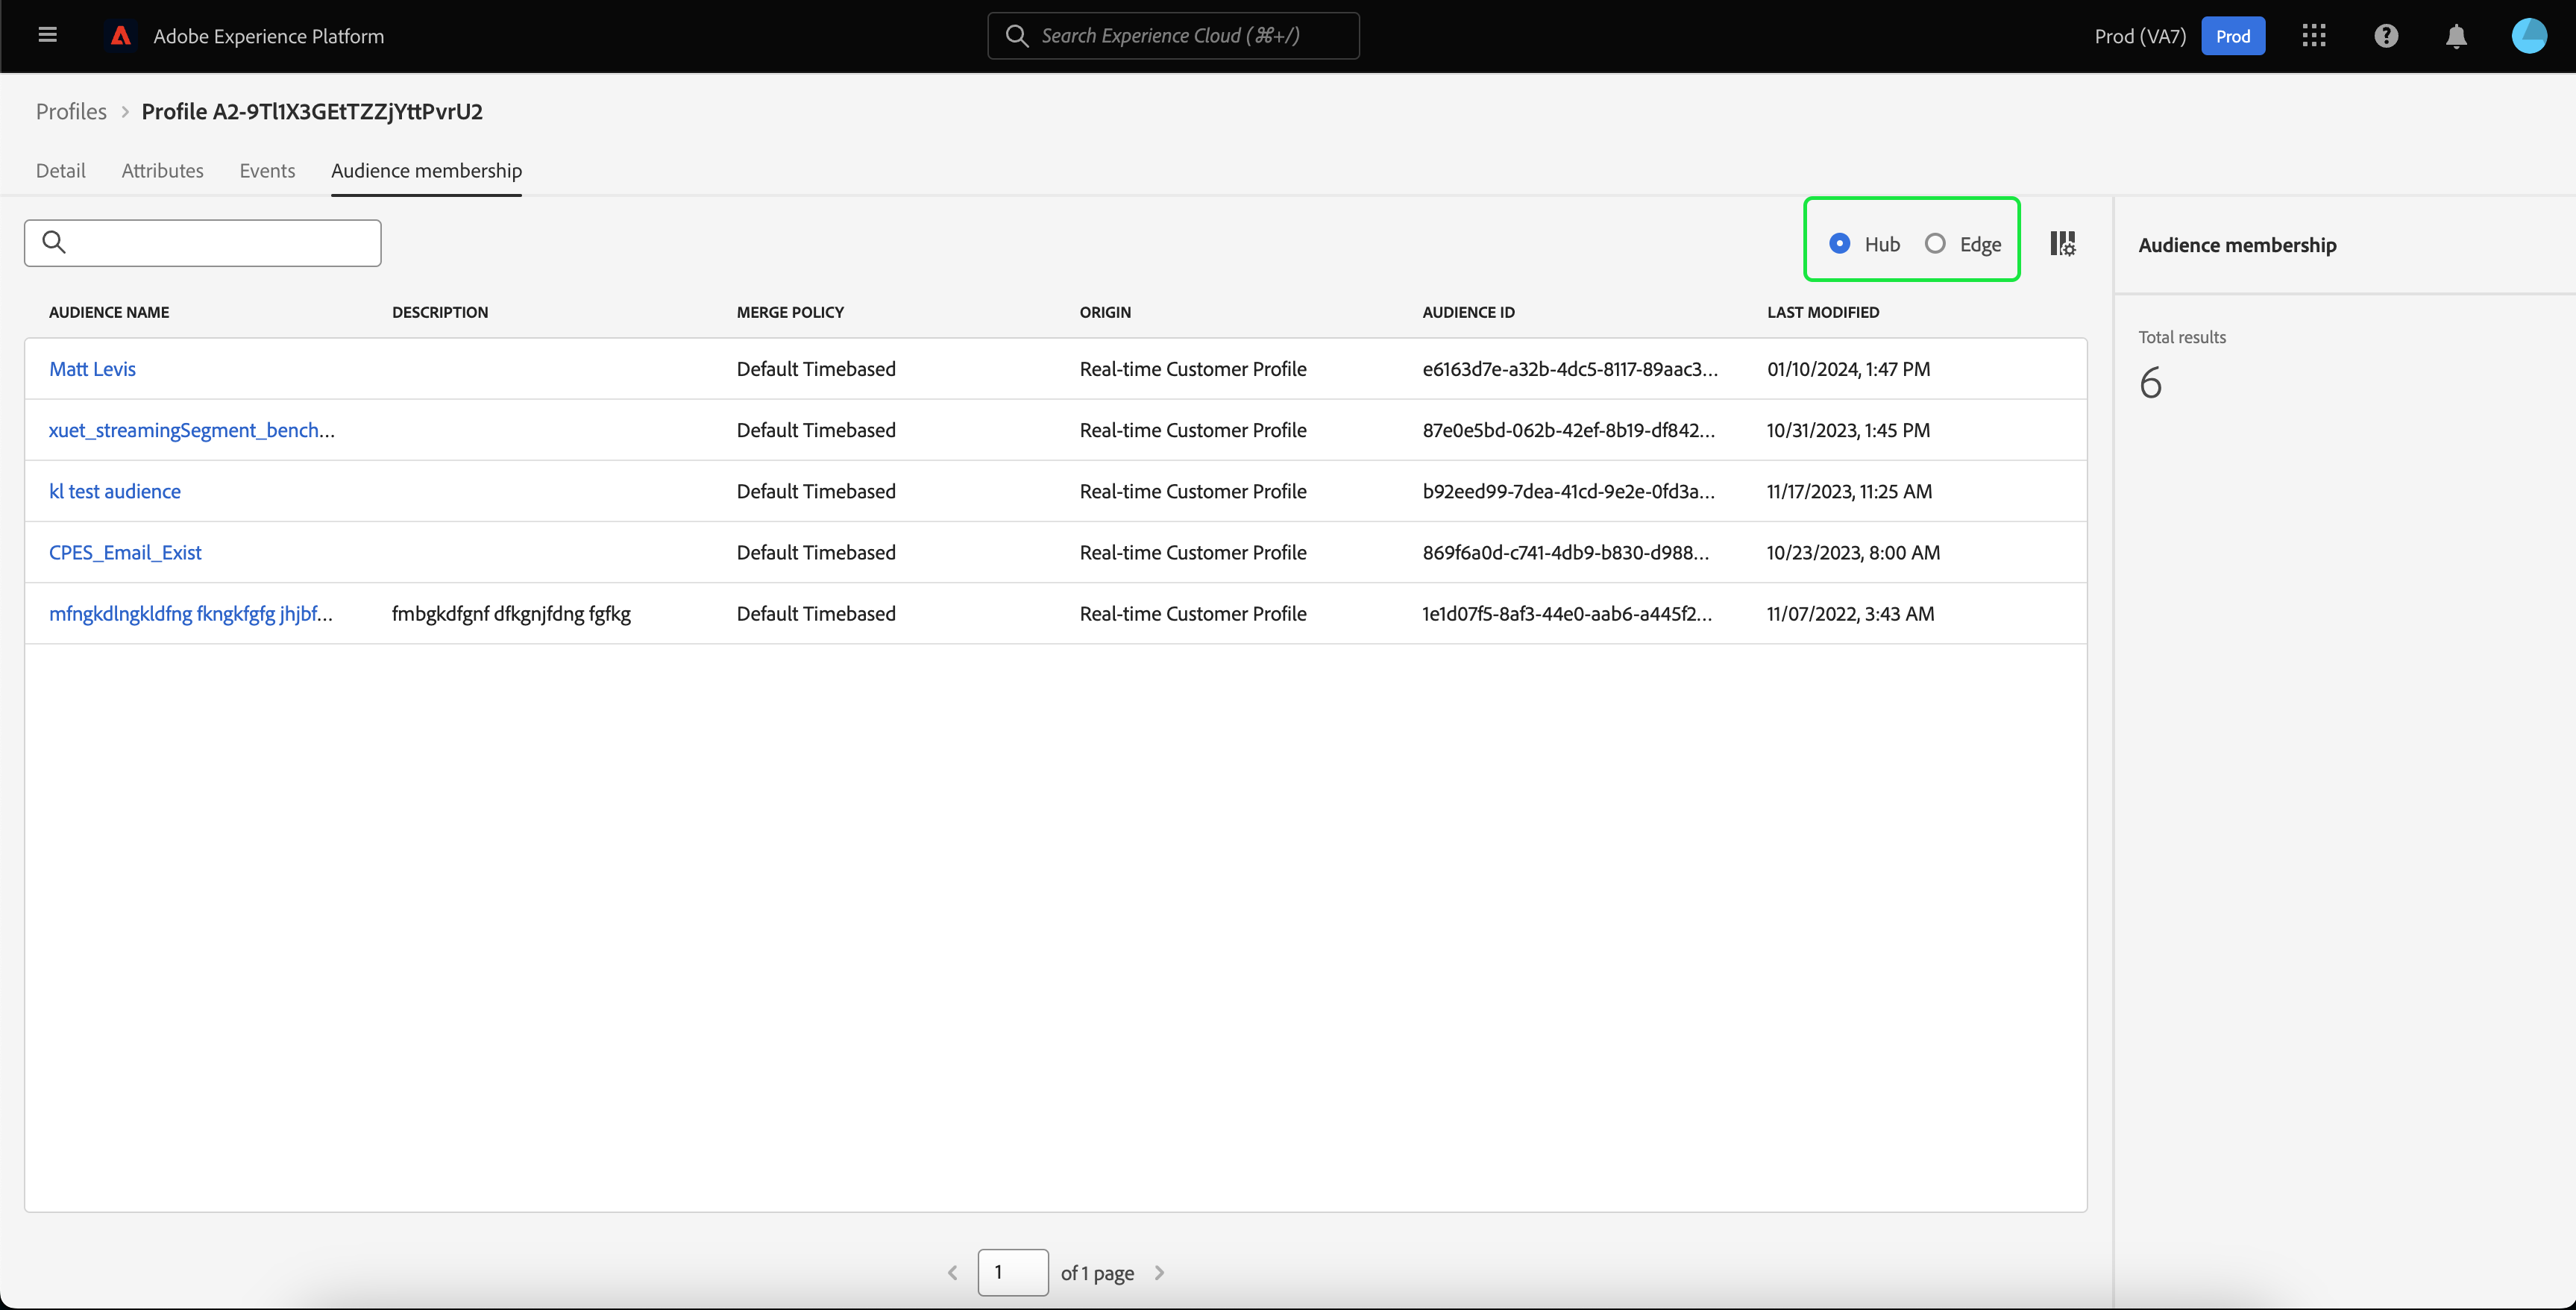 Adobe Experience Platform
Search Experience Cloud (⌘+/)
Prod (VA7)
Prod
Profiles > Profile A2-9Tl1X3GEtTZZjYttPvrU2
Detail Attributes Events Audience membership
Hub Edge
Audience membership
AUDIENCE NAME DESCRIPTION MERGE POLICY ORIGIN AUDIENCE ID LAST MODIFIED
Total results
6
Matt Levis Default Timebased Real-time Customer Profile e6163d7e-a32b-4dc5-8117-89aac3... 01/10/2024, 1:47 PM
xuet_streamingSegment_bench... Default Timebased Real-time Customer Profile 87e0e5bd-062b-42ef-8b19-df842... 10/31/2023, 1:45 PM
kl test audience Default Timebased Real-time Customer Profile b92eed99-7dea-41cd-9e2e-0fd3a... 11/17/2023, 11:25 AM
CPES_Email_Exist Default Timebased Real-time Customer Profile 869f6a0d-c741-4db9-b830-d988... 10/23/2023, 8:00 AM
mfngkdlngkldfng fkngkfgfg jhjbf... fmbgkdfgnf dfkgnjfdng fgfkg Default Timebased Real-time Customer Profile 1e1d07f5-8af3-44e0-aab6-a445f2... 11/07/2022, 3:43 AM
1 of 1 page